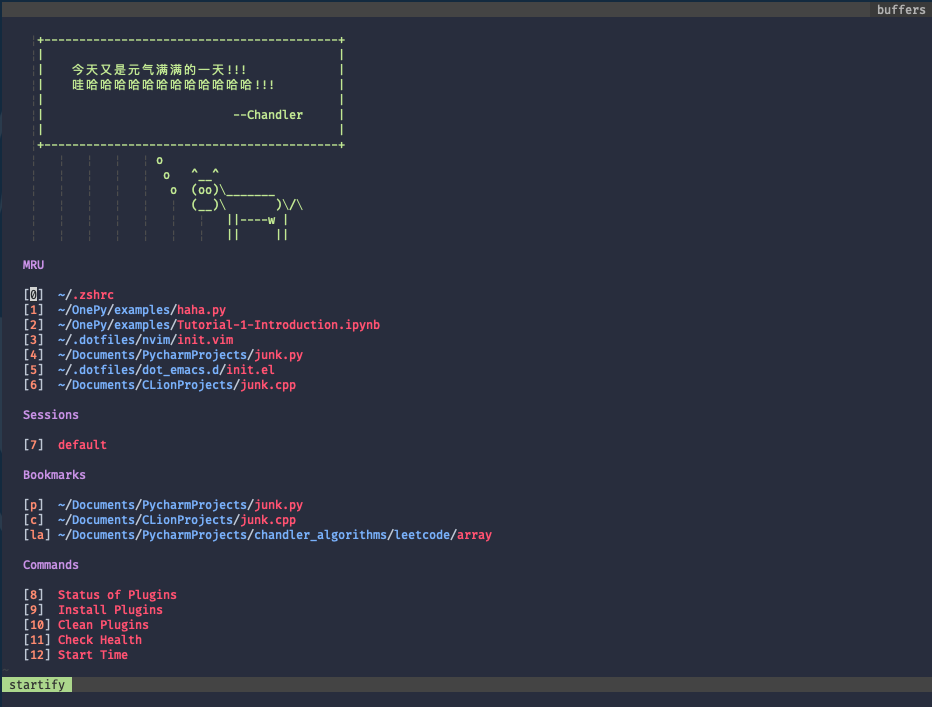 buffers
+------------------------------------------+
|                                          |
|    今天又是元气满满的一天!!!             |
|    哇哈哈哈哈哈哈哈哈哈哈哈哈!!!         |
|                                          |
|                           --Chandler     |
|                                          |
+------------------------------------------+
o
o   ^__^
o  (oo)\_______
(__)\       )\/\
||----w |
||     ||
MRU
[0]  ~/.zshrc
[1]  ~/OnePy/examples/haha.py
[2]  ~/OnePy/examples/Tutorial-1-Introduction.ipynb
[3]  ~/.dotfiles/nvim/init.vim
[4]  ~/Documents/PycharmProjects/junk.py
[5]  ~/.dotfiles/dot_emacs.d/init.el
[6]  ~/Documents/CLionProjects/junk.cpp
Sessions
[7]  default
Bookmarks
[p]  ~/Documents/PycharmProjects/junk.py
[c]  ~/Documents/CLionProjects/junk.cpp
[la] ~/Documents/PycharmProjects/chandler_algorithms/leetcode/array
Commands
[8]  Status of Plugins
[9]  Install Plugins
[10] Clean Plugins
[11] Check Health
[12] Start Time
~
startify